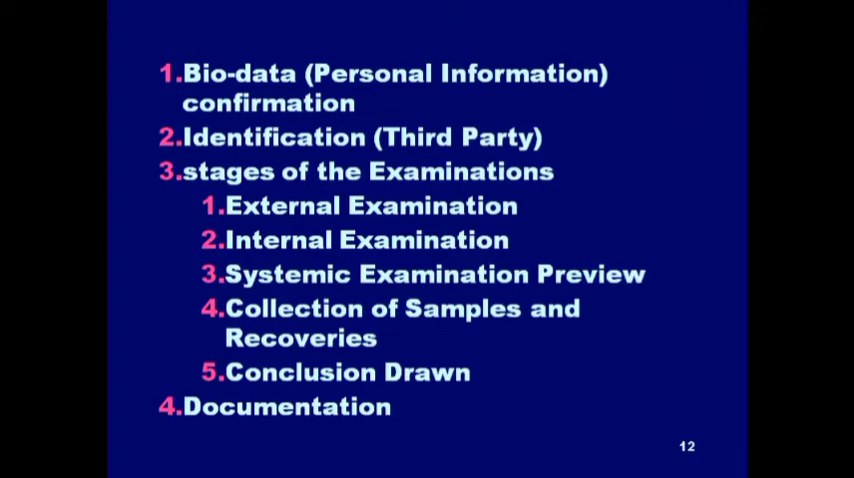 1.Bio-data (Personal Information)
confirmation
2.Identification (Third Party)
3.stages of the Examinations
1.External Examination
2.Internal Examination
3.Systemic Examination Preview
4.Collection of Samples and
Recoveries
5.Conclusion Drawn
4.Documentation
12